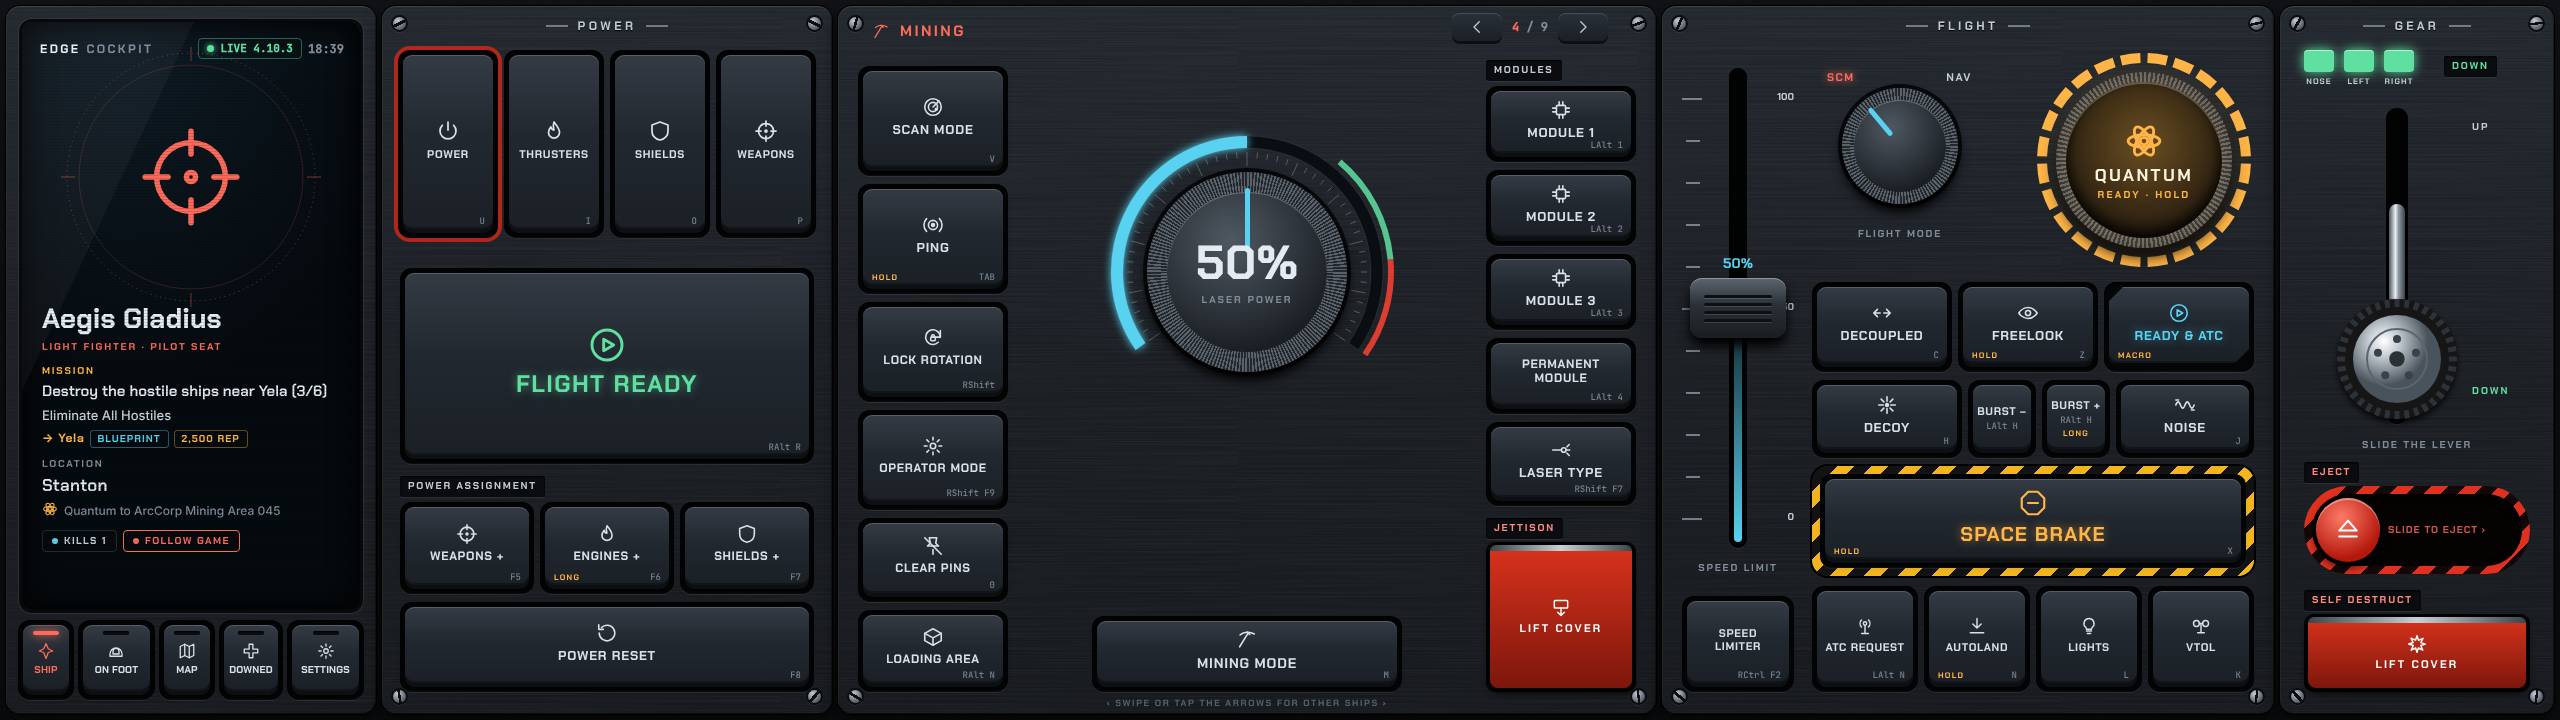 EDGE COCKPIT
LIVE 4.10.3
18:39
Aegis Gladius
LIGHT FIGHTER · PILOT SEAT
MISSION
Destroy the hostile ships near Yela (3/6)
Eliminate All Hostiles
→ Yela BLUEPRINT 2,500 REP
LOCATION
Stanton
Quantum to ArcCorp Mining Area 045
KILLS 1 FOLLOW GAME
SHIP
ON FOOT
MAP
DOWNED
SETTINGS
POWER
POWER
U
THRUSTERS
I
SHIELDS
O
WEAPONS
P
FLIGHT READY
RAlt R
POWER ASSIGNMENT
WEAPONS +
F5
ENGINES +
LONG F6
SHIELDS +
F7
POWER RESET
F8
MINING
4 / 9
SCAN MODE
V
PING
HOLD TAB
LOCK ROTATION
RShift
OPERATOR MODE
RShift F9
CLEAR PINS
0
LOADING AREA
RAlt N
50%
LASER POWER
MINING MODE
M
‹ SWIPE OR TAP THE ARROWS FOR OTHER SHIPS ›
MODULES
MODULE 1
LAlt 1
MODULE 2
LAlt 2
MODULE 3
LAlt 3
PERMANENT
MODULE
LAlt 4
LASER TYPE
RShift F7
JETTISON
LIFT COVER
FLIGHT
100
50%
0
SPEED LIMIT
SPEED
LIMITER
RCtrl F2
SCM
NAV
FLIGHT MODE
QUANTUM
READY · HOLD
DECOUPLED
C
FREELOOK
HOLD Z
READY & ATC
MACRO
DECOY
H
BURST –
LAlt H
BURST +
RAlt H
LONG
NOISE
J
SPACE BRAKE
HOLD X
ATC REQUEST
LAlt N
AUTOLAND
HOLD N
LIGHTS
L
VTOL
K
GEAR
NOSE
LEFT
RIGHT
DOWN
UP
DOWN
SLIDE THE LEVER
EJECT
SLIDE TO EJECT ›
SELF DESTRUCT
LIFT COVER